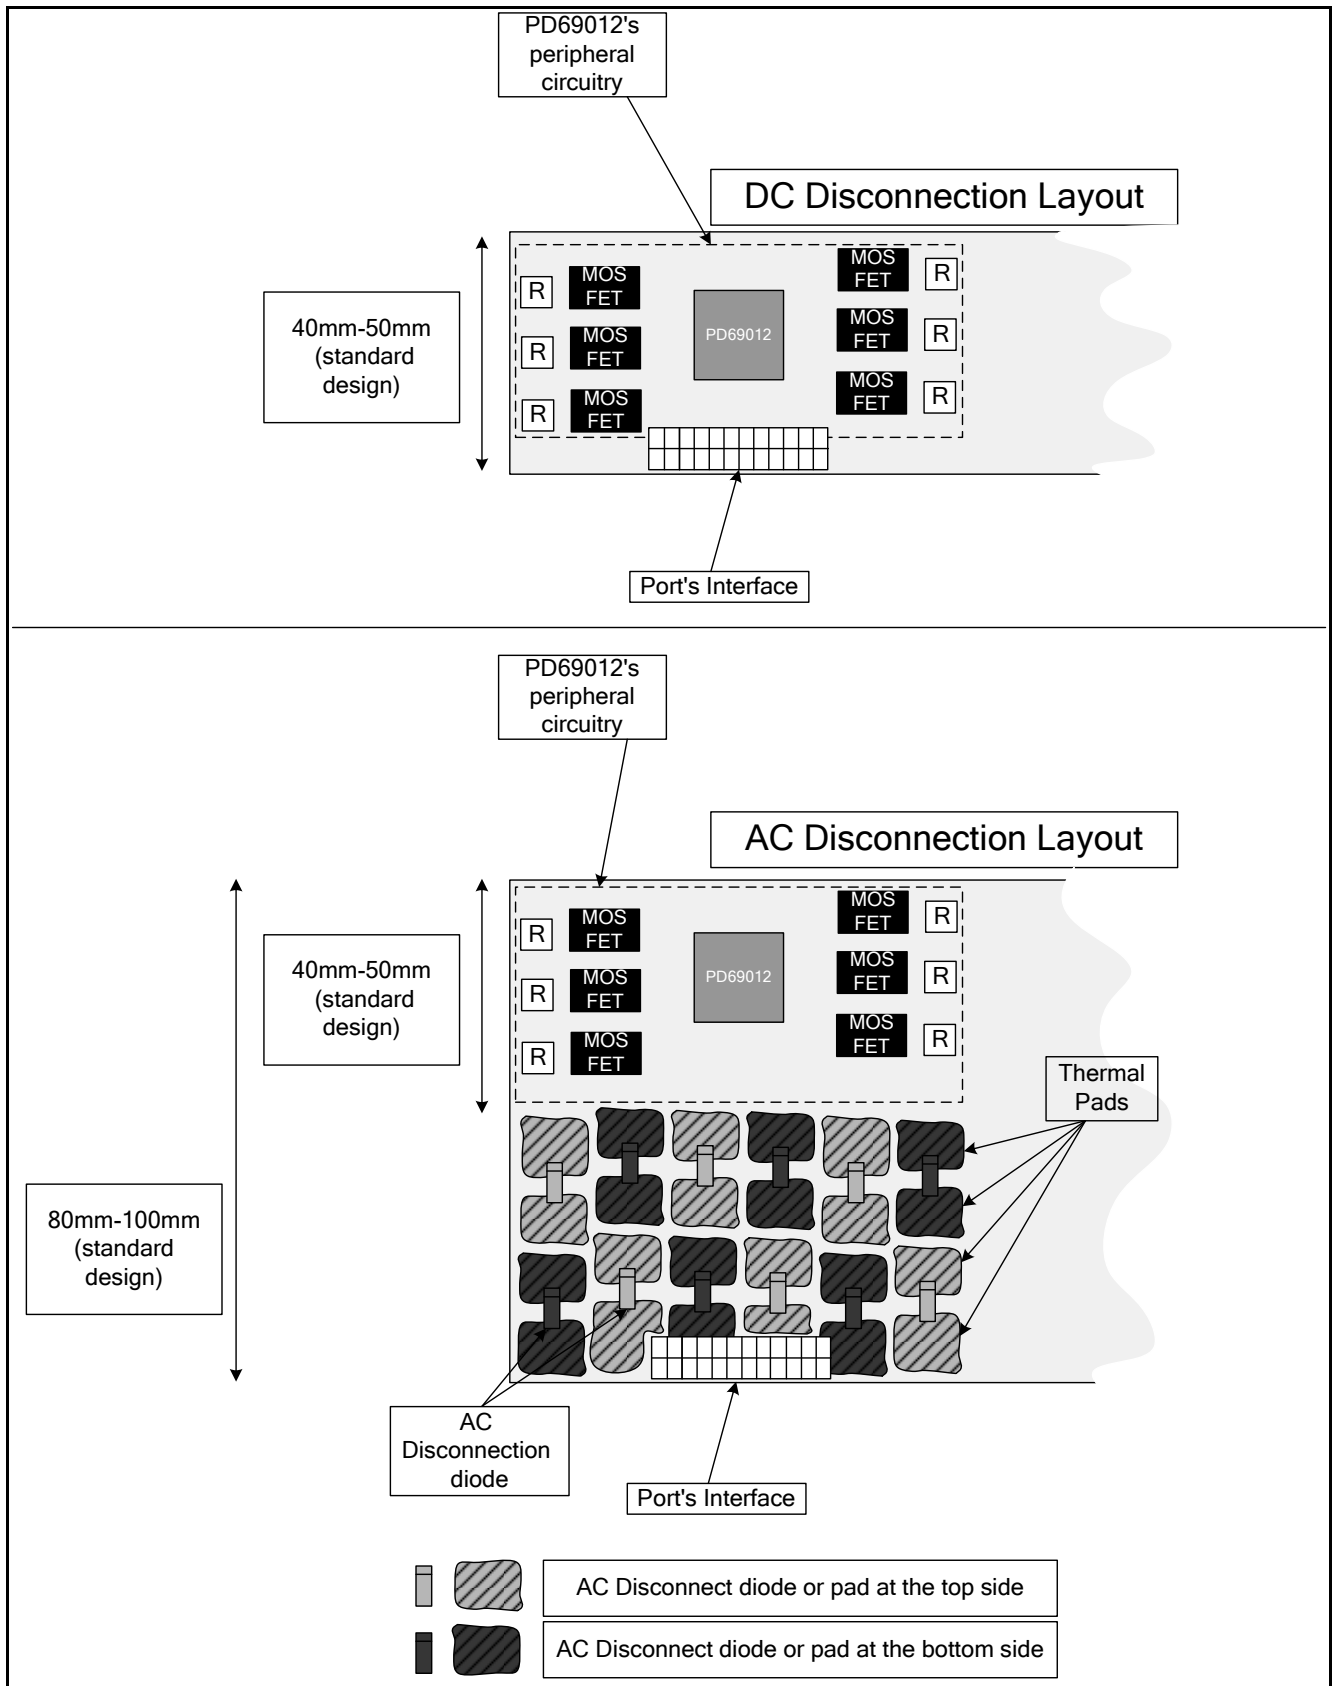 PD69012's
peripheral
circuitry
DC Disconnection Layout
40mm-50mm
(standard
design)
R
MOS
FET
R
MOS
FET
R
MOS
FET
PD69012
MOS
FET
R
MOS
FET
R
MOS
FET
R
Port's Interface
PD69012's
peripheral
circuitry
AC Disconnection Layout
80mm-100mm
(standard
design)
40mm-50mm
(standard
design)
R
MOS
FET
R
MOS
FET
R
MOS
FET
PD69012
MOS
FET
R
MOS
FET
R
MOS
FET
R
Thermal
Pads
AC
Disconnection
diode
Port's Interface
AC Disconnect diode or pad at the top side
AC Disconnect diode or pad at the bottom side